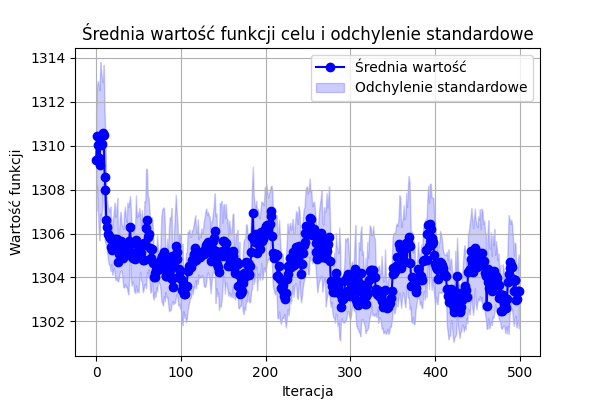 Średnia wartość funkcji celu i odchylenie standardowe
Średnia wartość
Odchylenie standardowe
Wartość funkcji
1314
1312
1310
1308
1306
1304
1302
0 100 200 300 400 500
Iteracja